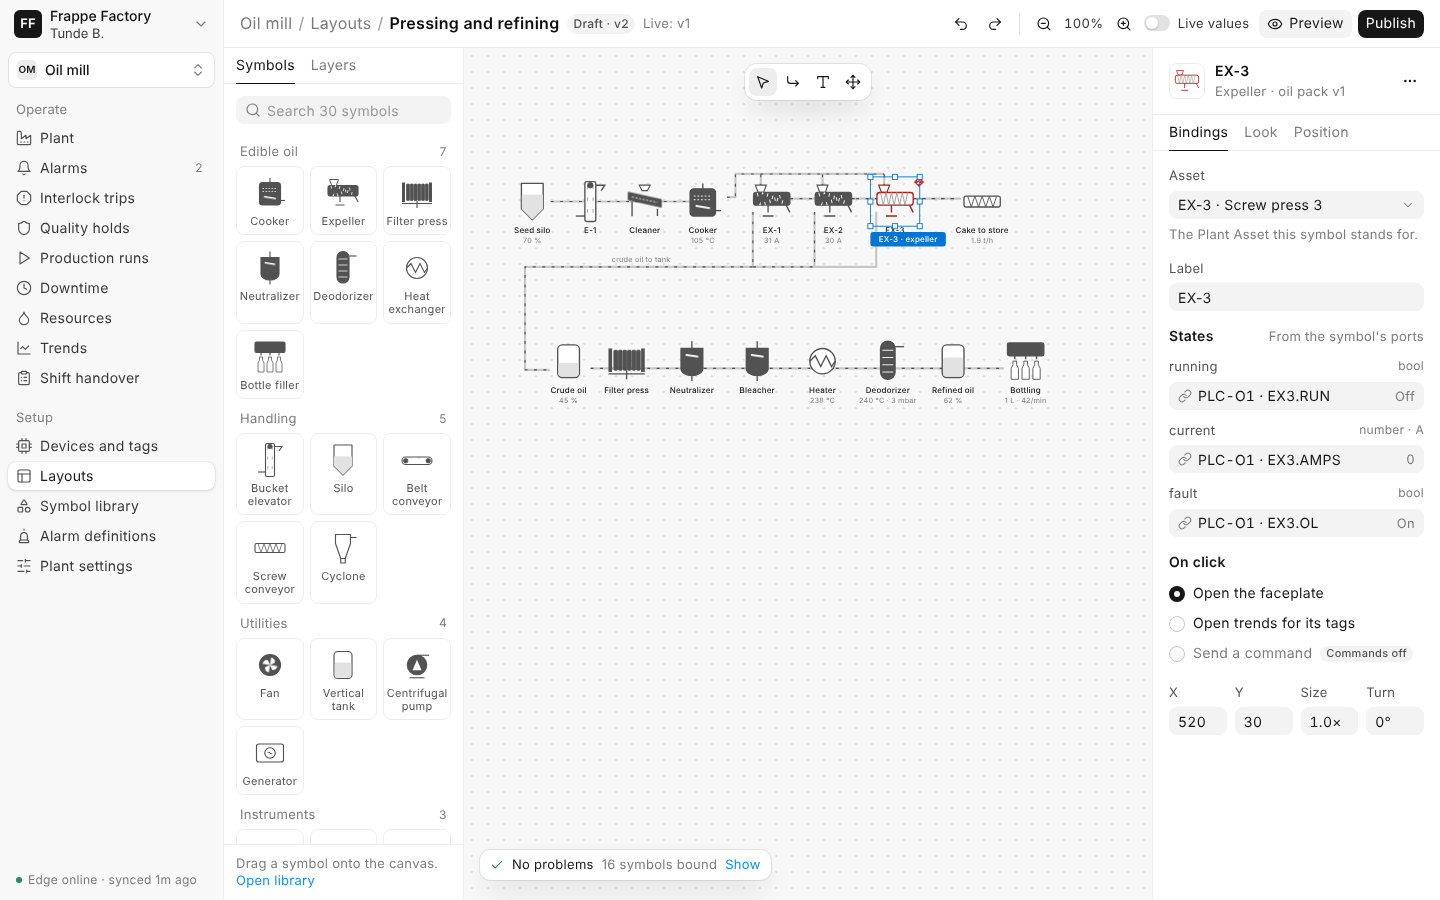 FF
Frappe Factory
Tunde B.
OM
Oil mill
Operate
Plant
Alarms 2
Interlock trips
Quality holds
Production runs
Downtime
Resources
Trends
Shift handover
Setup
Devices and tags
Layouts
Symbol library
Alarm definitions
Plant settings
Edge online · synced 1m ago
Oil mill / Layouts / Pressing and refining
Draft · v2
Live: v1
100%
Live values
Preview
Publish
Symbols Layers
Search 30 symbols
Edible oil 7
Cooker Expeller Filter press
Neutralizer Deodorizer Heat
exchanger
Bottle filler
Handling 5
Bucket
elevator
Silo
Belt
conveyor
Screw
conveyor
Cyclone
Utilities 4
Fan
Vertical
tank
Centrifugal
pump
Generator
Instruments 3
Drag a symbol onto the canvas.
Open library
Seed silo E-1 Cleaner Cooker EX-1 EX-2 EX-3 Cake to store
70 % 105 °C 31 A 30 A 1.9 t/h
EX-3 · expeller
crude oil to tank
Crude oil Filter press Neutralizer Bleacher Heater Deodorizer Refined oil Bottling
45 % 238 °C 240 °C · 3 mbar 62 % 1 L · 42/min
No problems 16 symbols bound Show
EX-3
Expeller · oil pack v1
Bindings Look Position
Asset
EX-3 · Screw press 3
The Plant Asset this symbol stands for.
Label
EX-3
States From the symbol's ports
running bool
PLC-O1 · EX3.RUN Off
current number · A
PLC-O1 · EX3.AMPS 0
fault bool
PLC-O1 · EX3.OL On
On click
Open the faceplate
Open trends for its tags
Send a command Commands off
X Y Size Turn
520 30 1.0× 0°